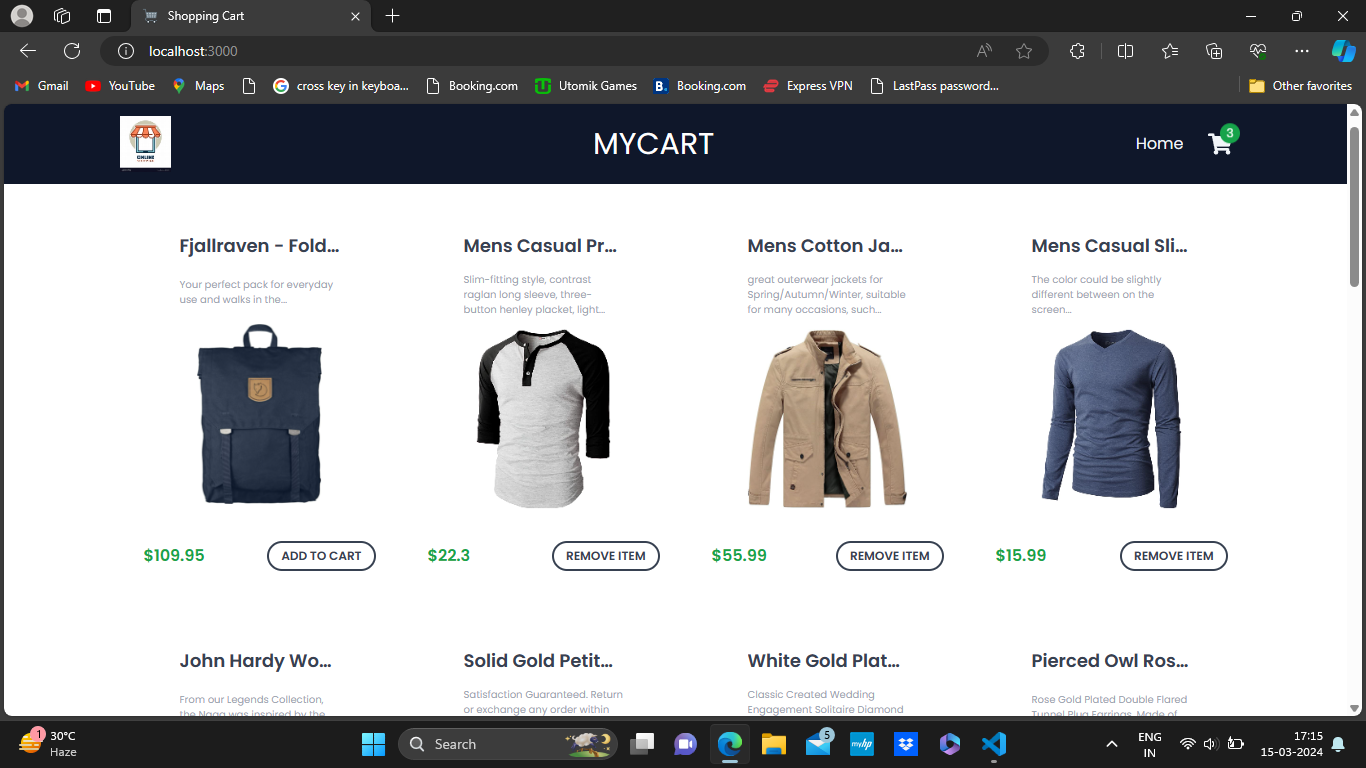 Shopping Cart
localhost:3000
Gmail
YouTube
Maps
cross key in keyboa...
Booking.com
Utomik Games
B.
Booking.com
Express VPN
LastPass password...
Other favorites
ONLINE
MYCART
Home
3
Fjallraven - Fold...
Your perfect pack for everyday
use and walks in the...
$109.95
ADD TO CART
Mens Casual Pr...
Slim-fitting style, contrast
raglan long sleeve, three-
button henley placket, light...
$22.3
REMOVE ITEM
Mens Cotton Ja...
great outerwear jackets for
Spring/Autumn/Winter, suitable
for many occasions, such...
$55.99
REMOVE ITEM
Mens Casual Sli...
The color could be slightly
different between on the
screen...
$15.99
REMOVE ITEM
John Hardy Wo...
From our Legends Collection,
the Naga was inspired by the
Solid Gold Petit...
Satisfaction Guaranteed. Return
or exchange any order within
White Gold Plat...
Classic Created Wedding
Engagement Solitaire Diamond
Pierced Owl Ros...
Rose Gold Plated Double Flared
Tunnel Plug Earrings. Made of
1
30°C
Haze
Search
5
myhp
ENG
IN
17:15
15-03-2024